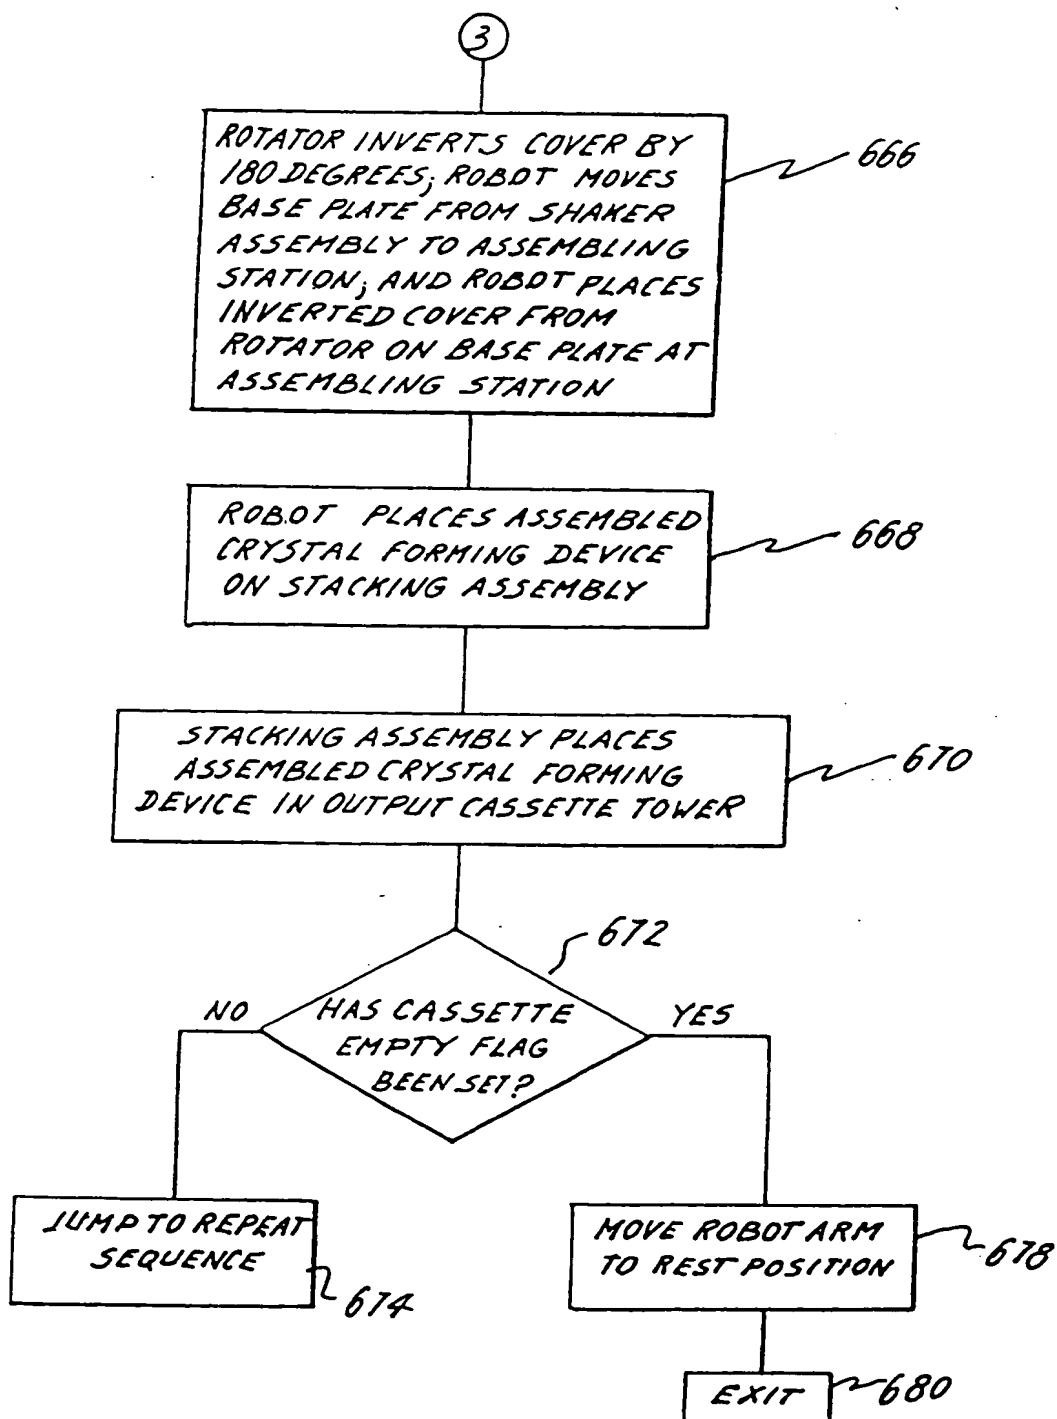 3
ROTATOR INVERTS COVER BY
180 DEGREES; ROBOT MOVES
BASE PLATE FROM SHAKER
ASSEMBLY TO ASSEMBLING
STATION; AND ROBOT PLACES
INVERTED COVER FROM
ROTATOR ON BASE PLATE AT
ASSEMBLING STATION
666
ROBOT PLACES ASSEMBLED
CRYSTAL FORMING DEVICE
ON STACKING ASSEMBLY
668
STACKING ASSEMBLY PLACES
ASSEMBLED CRYSTAL FORMING
DEVICE IN OUTPUT CASSETTE TOWER
670
672
HAS CASSETTE
EMPTY FLAG
BEEN SET?
NO
YES
JUMP TO REPEAT
SEQUENCE
674
MOVE ROBOT ARM
TO REST POSITION
678
EXIT
680